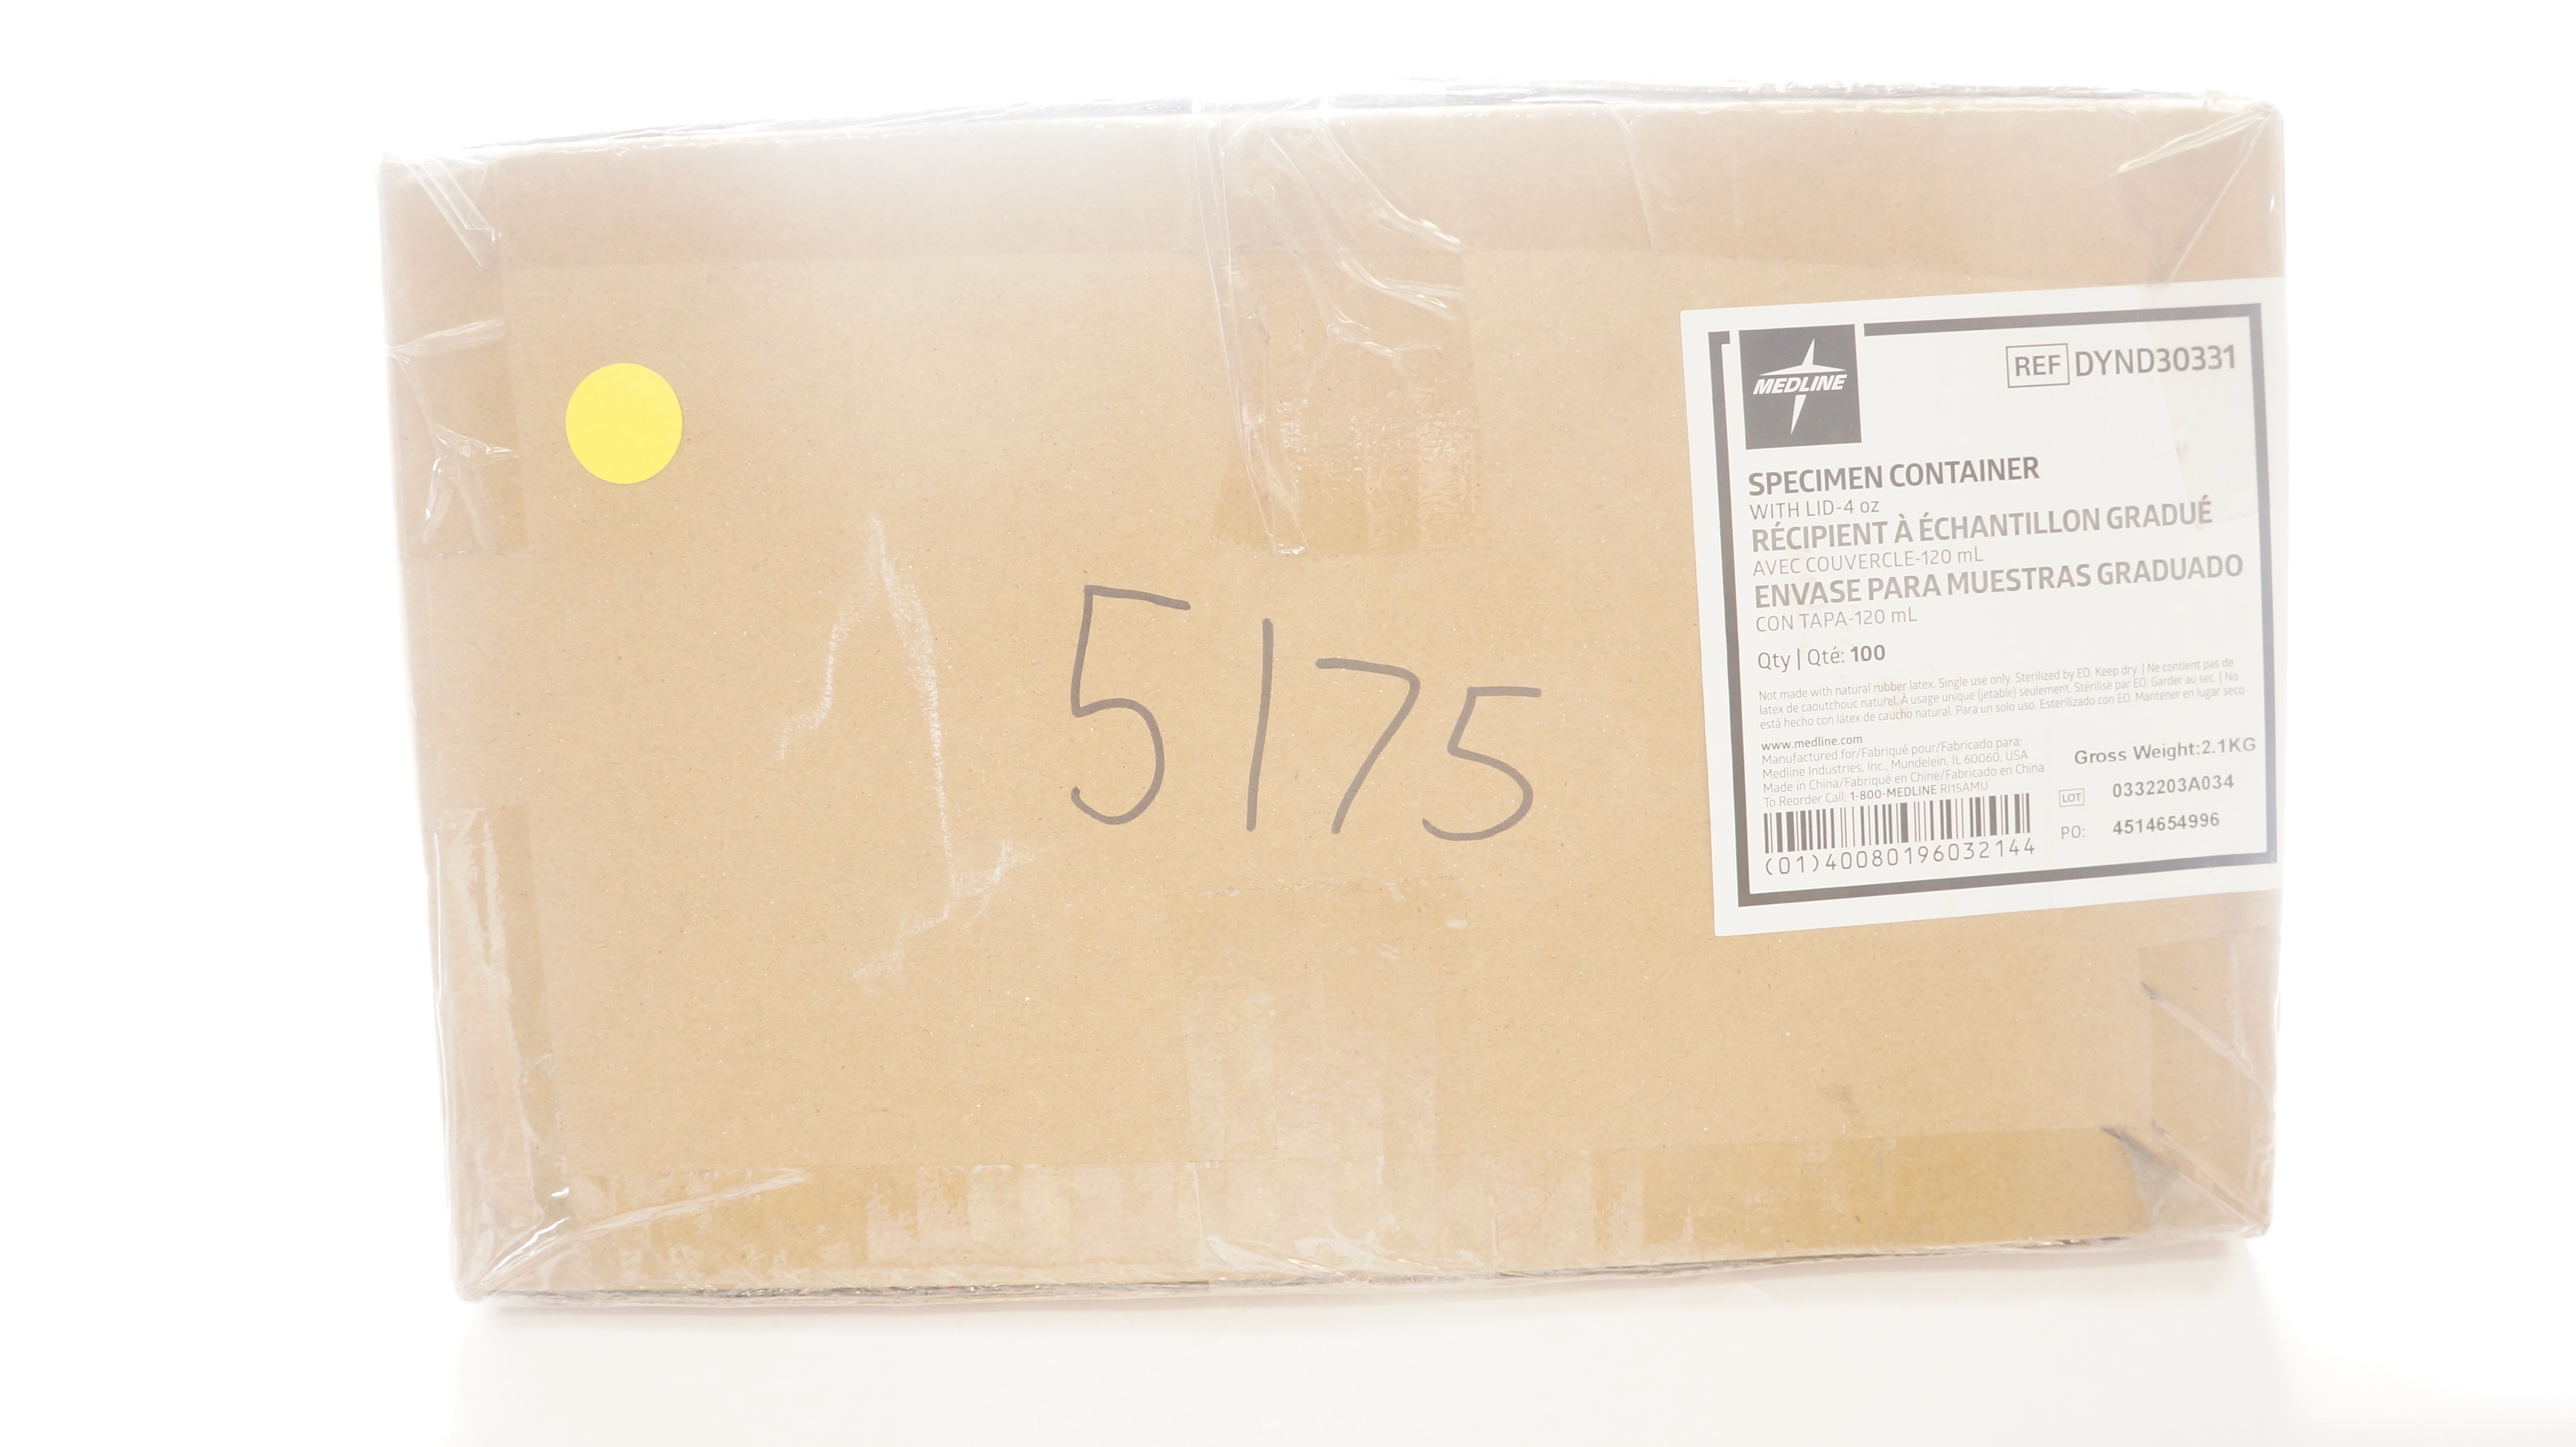 5175
MEDLINE
REF DYND30331
SPECIMEN CONTAINER
WITH LID-4 oz
RÉCIPIENT À ÉCHANTILLON GRADUÉ
AVEC COUVERCLE-120 mL
ENVASE PARA MUESTRAS GRADUADO
CON TAPA-120 mL
Qty | Qté: 100
Not made with natural rubber latex. Single use only. Sterilized by EO. Keep dry. | Ne contient pas de
latex de caoutchouc naturel. À usage unique (jetable) seulement. Stérilisé par EO. Garder au sec. | No
está hecho con látex de caucho natural. Para un solo uso. Esterilizado con EO. Mantener en lugar seco
www.medline.com
Manufactured for/Fabriqué pour/Fabricado para:
Medline Industries, Inc., Mundelein, IL 60060, USA
Made in China/Fabriqué en Chine/Fabricado en China
To Reorder Call: 1-800-MEDLINE RI15AMU
(01)40080196032144
Gross Weight:2.1KG
LOT 0332203A034
PO: 4514654996